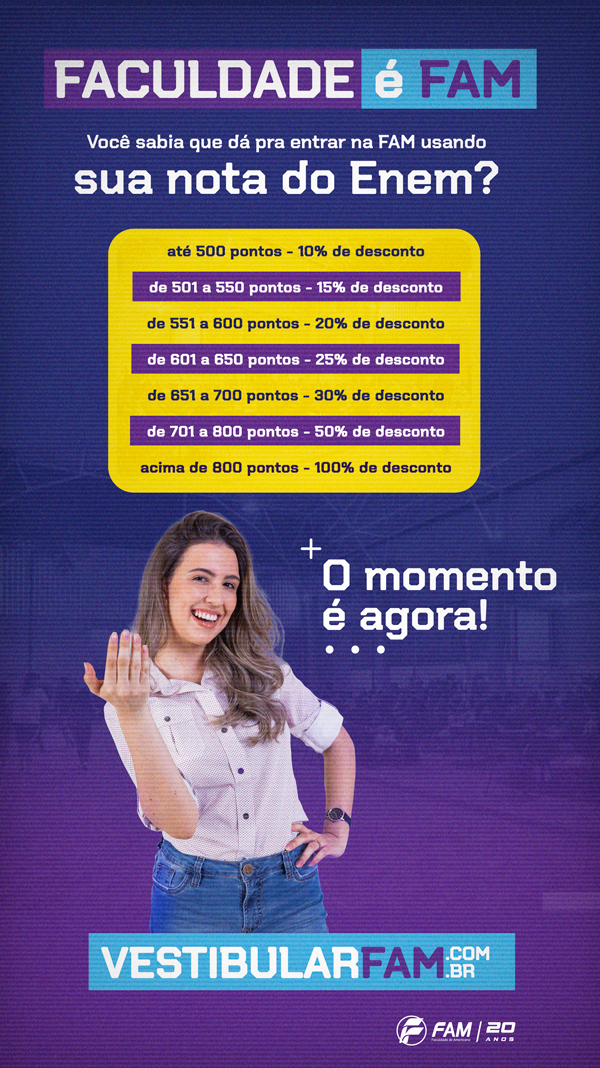 FACULDADE é FAM
Você sabia que dá pra entrar na FAM usando
sua nota do Enem?
até 500 pontos - 10% de desconto
de 501 a 550 pontos - 15% de desconto
de 551 a 600 pontos - 20% de desconto
de 601 a 650 pontos - 25% de desconto
de 651 a 700 pontos - 30% de desconto
de 701 a 800 pontos - 50% de desconto
acima de 800 pontos - 100% de desconto
O momento
é agora!
VESTIBULARFAM.COM
.BR
FAM | 20
Faculdade de Americana ANOS